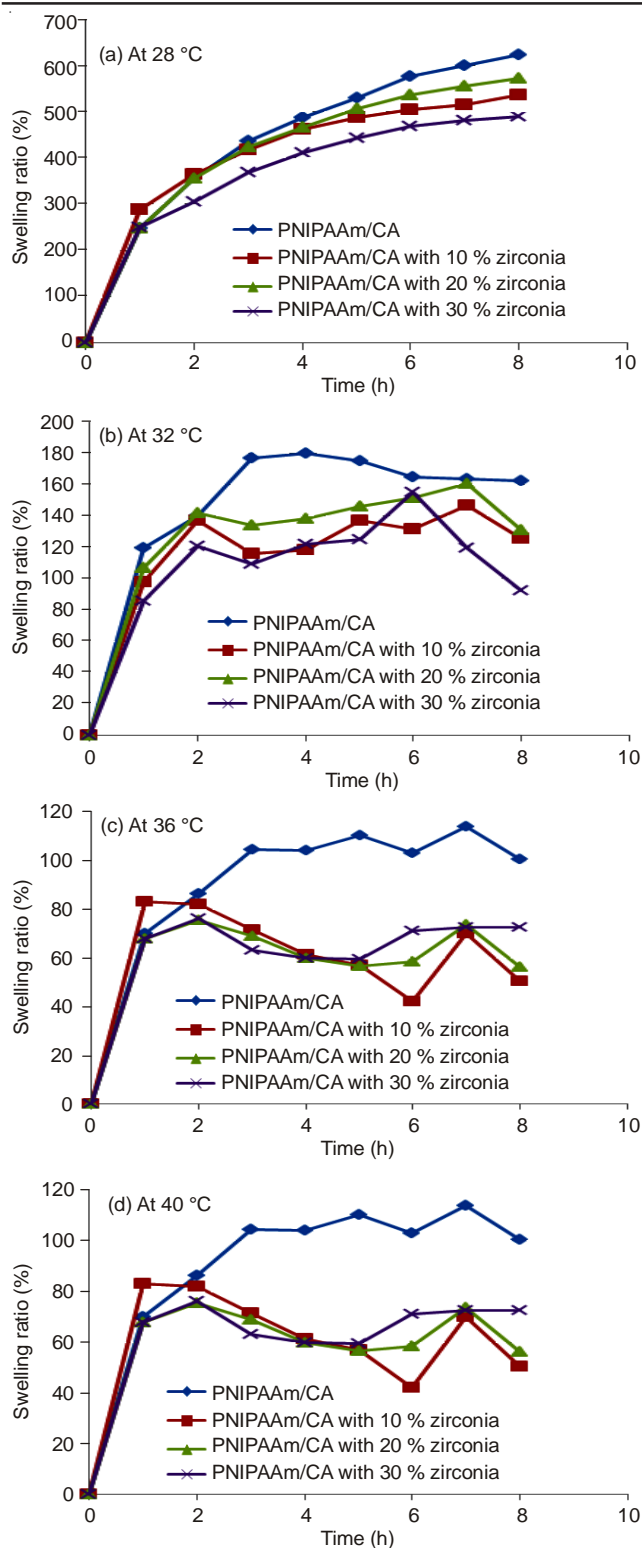 700
600
500
400
300
200
100
0
Swelling ratio (%)
(a) At 28 °C
PNIPAAm/CA
PNIPAAm/CA with 10 % zirconia
PNIPAAm/CA with 20 % zirconia
PNIPAAm/CA with 30 % zirconia
0 2 4 6 8 10
Time (h)
200
180
160
140
120
100
80
60
40
20
0
Swelling ratio (%)
(b) At 32 °C
PNIPAAm/CA
PNIPAAm/CA with 10 % zirconia
PNIPAAm/CA with 20 % zirconia
PNIPAAm/CA with 30 % zirconia
0 2 4 6 8 10
Time (h)
120
100
80
60
40
20
0
Swelling ratio (%)
(c) At 36 °C
PNIPAAm/CA
PNIPAAm/CA with 10 % zirconia
PNIPAAm/CA with 20 % zirconia
PNIPAAm/CA with 30 % zirconia
0 2 4 6 8 10
Time (h)
120
100
80
60
40
20
0
Swelling ratio (%)
(d) At 40 °C
PNIPAAm/CA
PNIPAAm/CA with 10 % zirconia
PNIPAAm/CA with 20 % zirconia
PNIPAAm/CA with 30 % zirconia
0 2 4 6 8 10
Time (h)